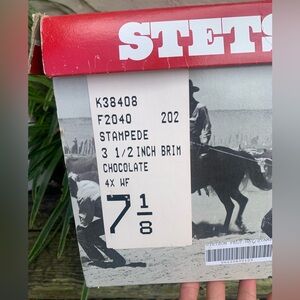 STETS
K38408
F2040 202
STAMPEDE
3 1/2 INCH BRIM
CHOCOLATE
4X WF
7 1/8